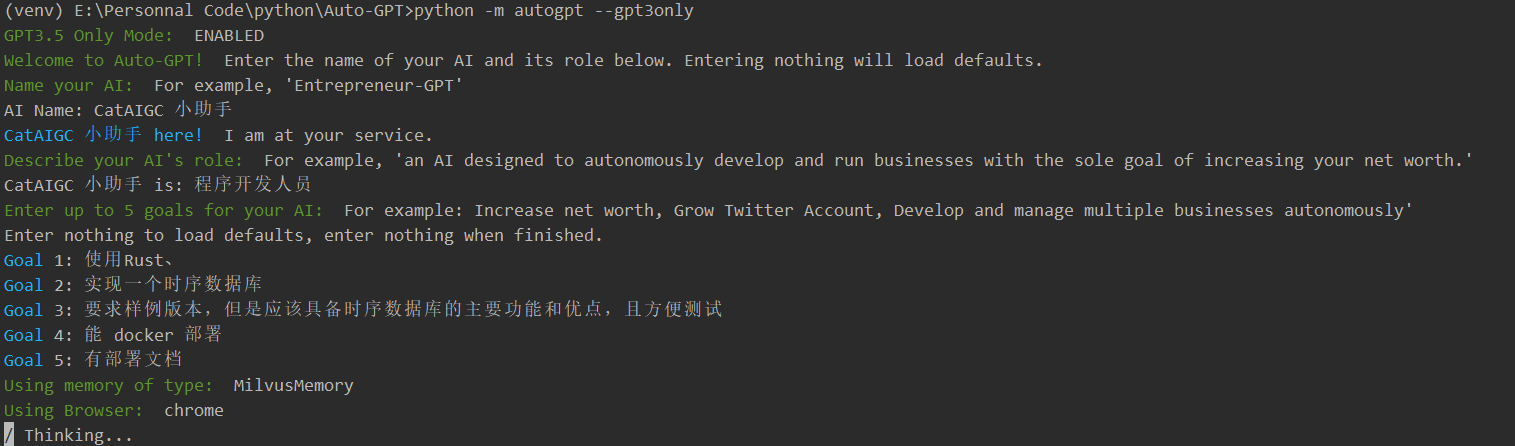 (venv) E:\Personnal Code\python\Auto-GPT>python -m autogpt --gpt3only
GPT3.5 Only Mode:  ENABLED
Welcome to Auto-GPT!  Enter the name of your AI and its role below. Entering nothing will load defaults.
Name your AI:  For example, 'Entrepreneur-GPT'
AI Name: CatAIGC 小助手
CatAIGC 小助手 here!  I am at your service.
Describe your AI's role:  For example, 'an AI designed to autonomously develop and run businesses with the sole goal of increasing your net worth.'
CatAIGC 小助手 is: 程序开发人员
Enter up to 5 goals for your AI:  For example: Increase net worth, Grow Twitter Account, Develop and manage multiple businesses autonomously'
Enter nothing to load defaults, enter nothing when finished.
Goal 1: 使用Rust、
Goal 2: 实现一个时序数据库
Goal 3: 要求样例版本，但是应该具备时序数据库的主要功能和优点，且方便测试
Goal 4: 能 docker 部署
Goal 5: 有部署文档
Using memory of type:  MilvusMemory
Using Browser:  chrome
/ Thinking...